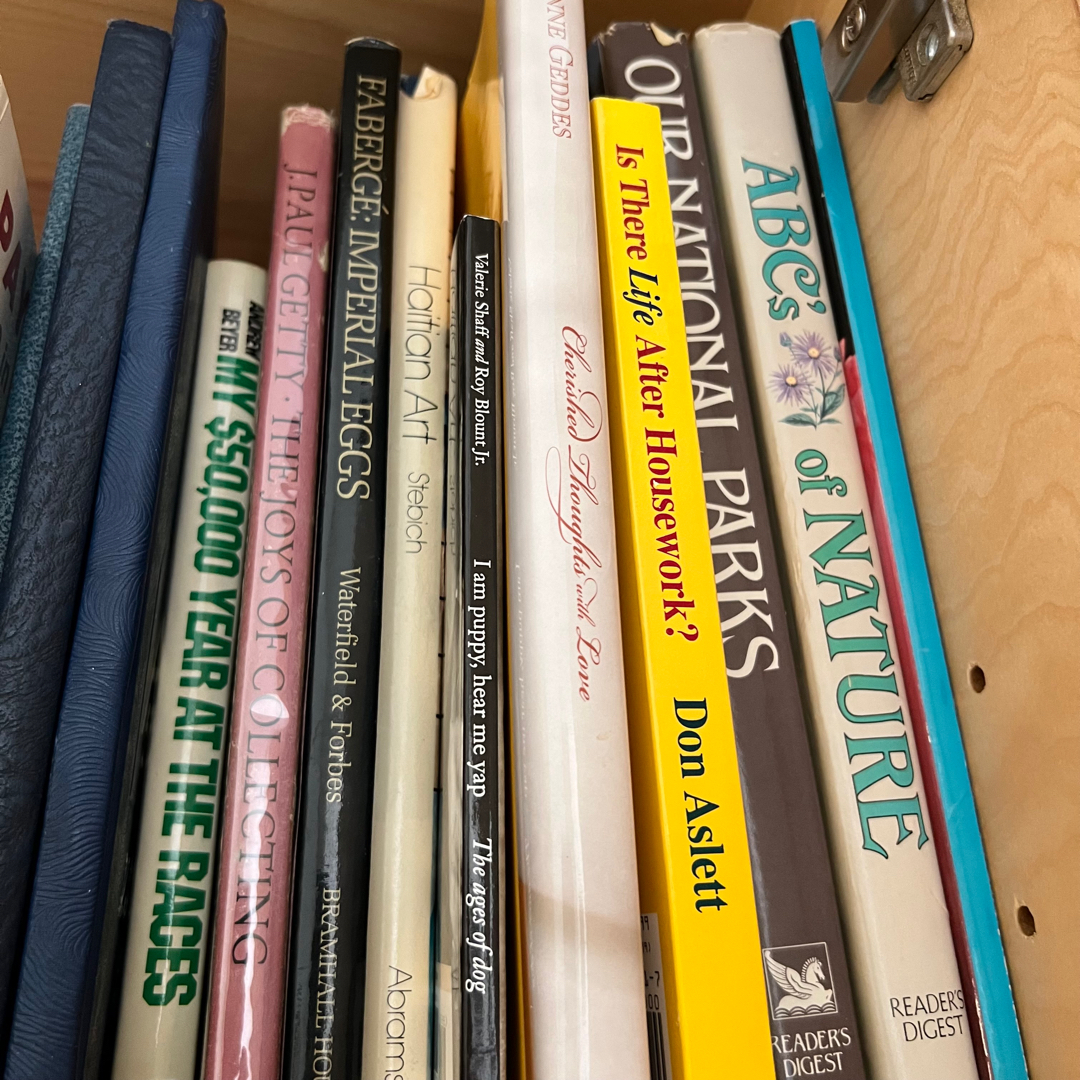 ANDREW
BEYER
MY $50,000 YEAR AT THE RACES
J. PAUL GETTY · THE JOYS OF COLLECTING
FABERGÉ: IMPERIAL EGGS
Waterfield & Forbes
BRAMHALL HOU
Haitian Art
Stebich
Abrams
Valerie Shaff and Roy Blount Jr.
I am puppy, hear me yap
The ages of dog
NNE GEDDES
Cherished Thoughts with Love
Is There Life After Housework?
Don Aslett
OUR NATIONAL PARKS
READER'S
DIGEST
ABC's
of NATURE
READER'S
DIGEST